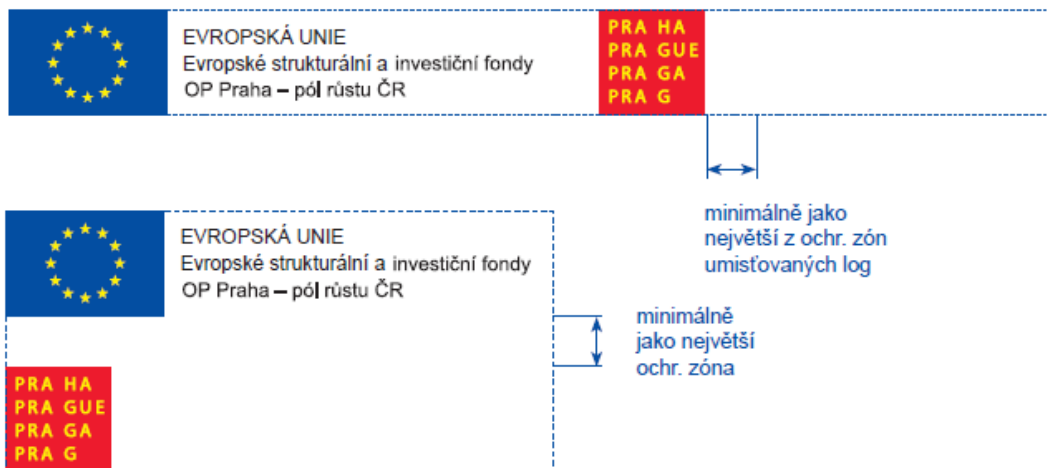 EVROPSKÁ UNIE
Evropské strukturální a investiční fondy
OP Praha – pól růstu ČR
PRA HA
PRA GUE
PRA GA
PRA G
minimálně jako
největší z ochr. zón
umisťovaných log
EVROPSKÁ UNIE
Evropské strukturální a investiční fondy
OP Praha – pól růstu ČR
minimálně
jako největší
ochr. zóna
PRA HA
PRA GUE
PRA GA
PRA G